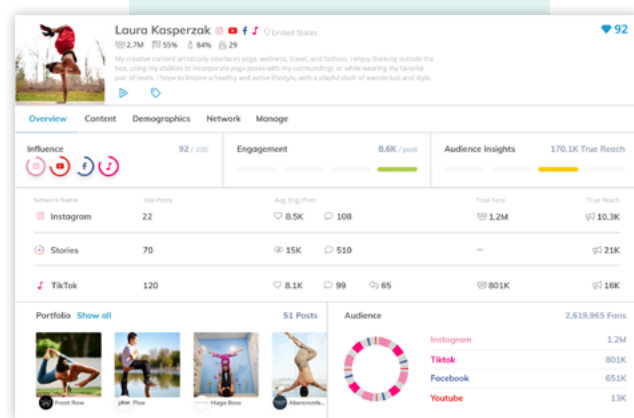 Laura Kasperzak United States
92
2.7M 55% 84% 29
My creative content artistically interlaces yoga, wellness, travel, and fashion. I enjoy thinking outside the
box, using my abilities to incorporate yoga poses with my surroundings or while wearing my favorite
pair of heels. I hope to inspire a healthy and active lifestyle, with a playful dash of wanderlust and style.
Overview Content Demographics Network Manage
Influence 92 / 100
Engagement 8.6K / post
Audience Insights 170.1K True Reach
Network Name 30d Posts Avg. Eng./Post Total Fans True Reach
Instagram 22 8.5K 108 1.2M 10.3K
Stories 70 15K 510 -- 21K
TikTok 120 8.1K 99 65 801K 16K
Portfolio Show all 51 Posts
Audience 2,619,965 Fans
Instagram 1.2M
Tiktok 801K
Facebook 651K
Youtube 13K
Front Row Plae Hugo Boss Abercromb...